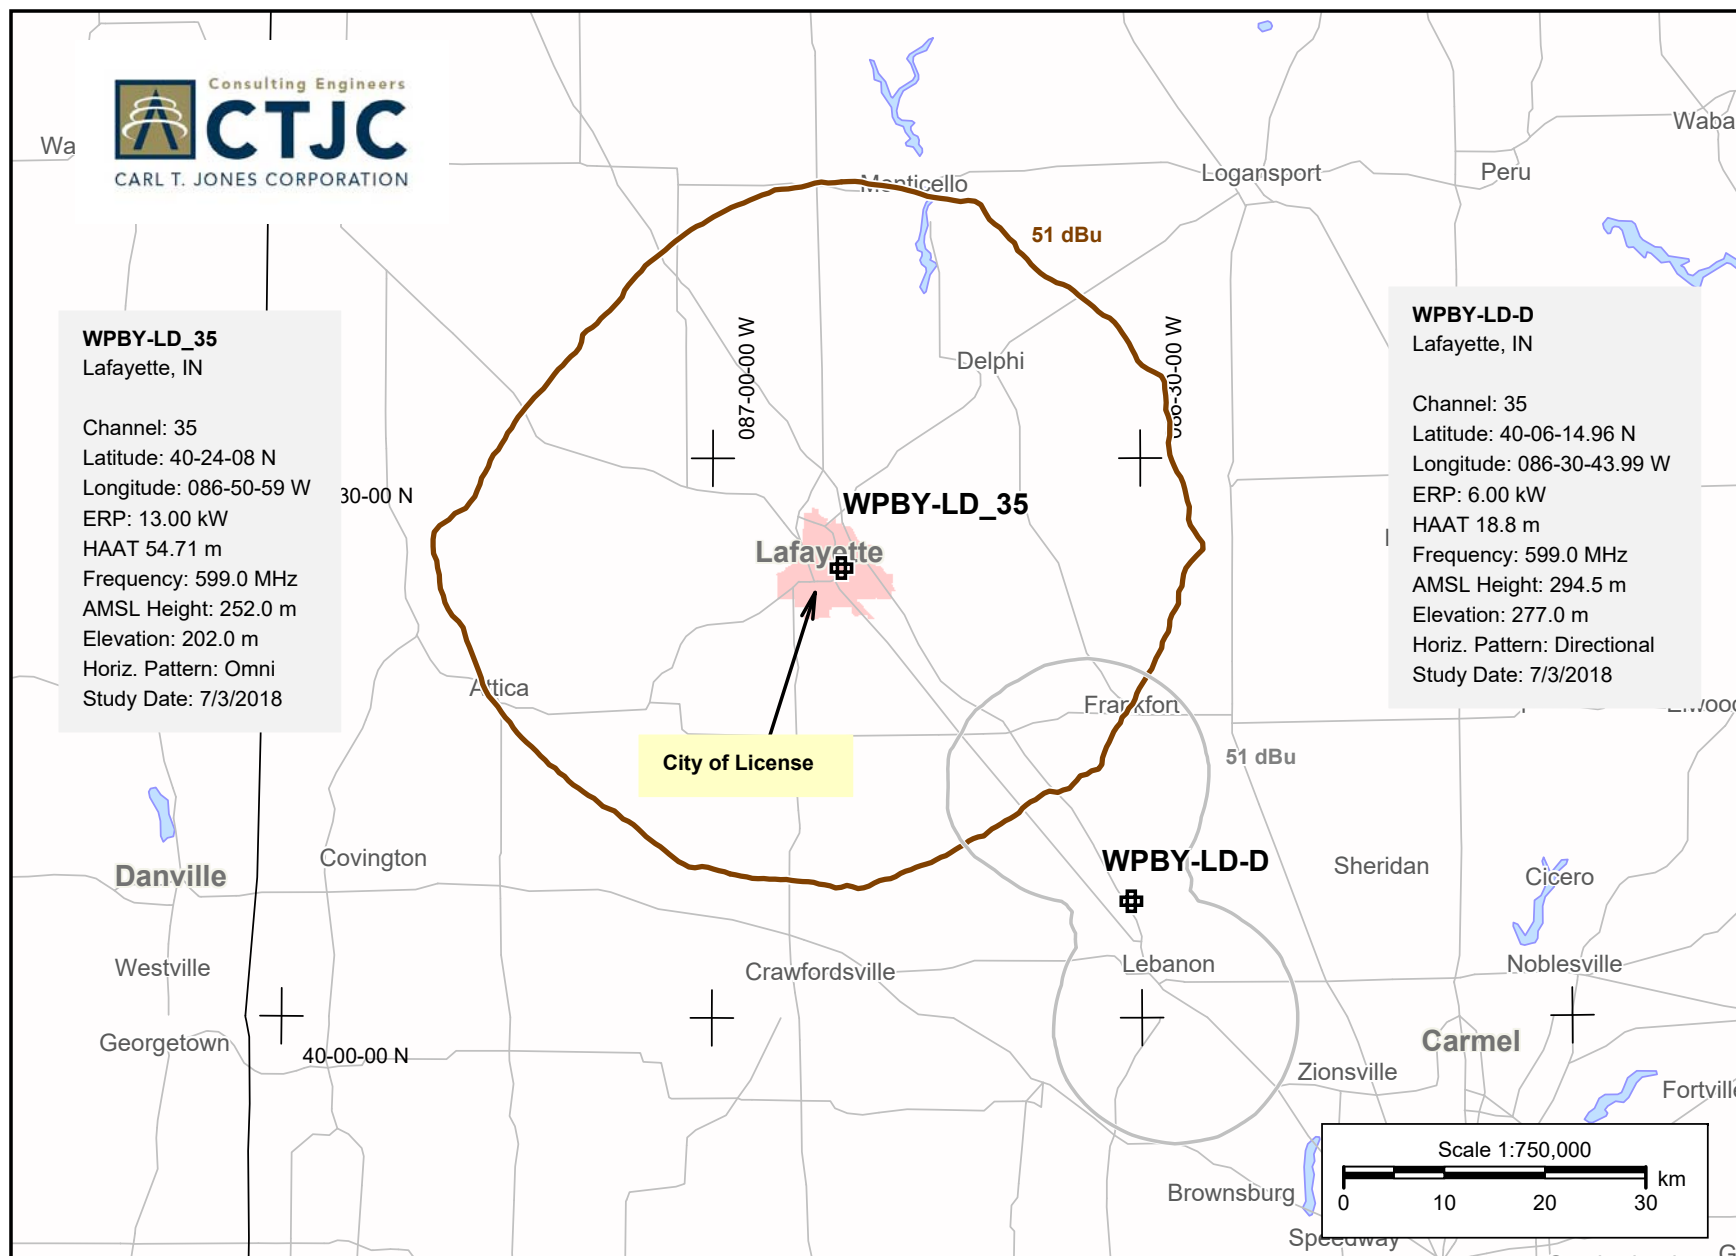 Consulting Engineers
CTJC
CARL T. JONES CORPORATION
Wa
Monticello
Logansport
Peru
Waba
51 dBu
WPBY-LD_35
Lafayette, IN
Channel: 35
Latitude: 40-24-08 N
Longitude: 086-50-59 W
ERP: 13.00 kW
HAAT 54.71 m
Frequency: 599.0 MHz
AMSL Height: 252.0 m
Elevation: 202.0 m
Horiz. Pattern: Omni
Study Date: 7/3/2018
WPBY-LD-D
Lafayette, IN
Channel: 35
Latitude: 40-06-14.96 N
Longitude: 086-30-43.99 W
ERP: 6.00 kW
HAAT 18.8 m
Frequency: 599.0 MHz
AMSL Height: 294.5 m
Elevation: 277.0 m
Horiz. Pattern: Directional
Study Date: 7/3/2018
087-00-00 W
086-30-00 W
Delphi
30-00 N
WPBY-LD_35
Lafayette
Attica
Frankfort
Elwood
City of License
51 dBu
Covington
Danville
WPBY-LD-D
Sheridan
Cicero
Westville
Crawfordsville
Lebanon
Noblesville
Georgetown
40-00-00 N
Carmel
Zionsville
Fortville
Scale 1:750,000
km
0 10 20 30
Brownsburg
Speedway